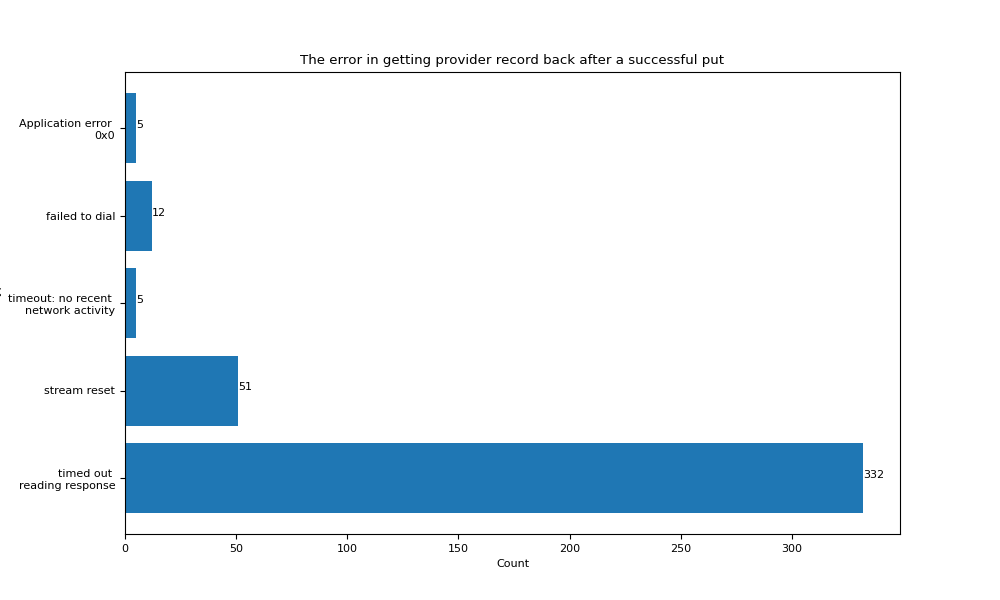 The error in getting provider record back after a successful put
Application error
0x0
5
failed to dial
12
timeout: no recent
network activity
5
stream reset
51
timed out
reading response
332
0 50 100 150 200 250 300
Count